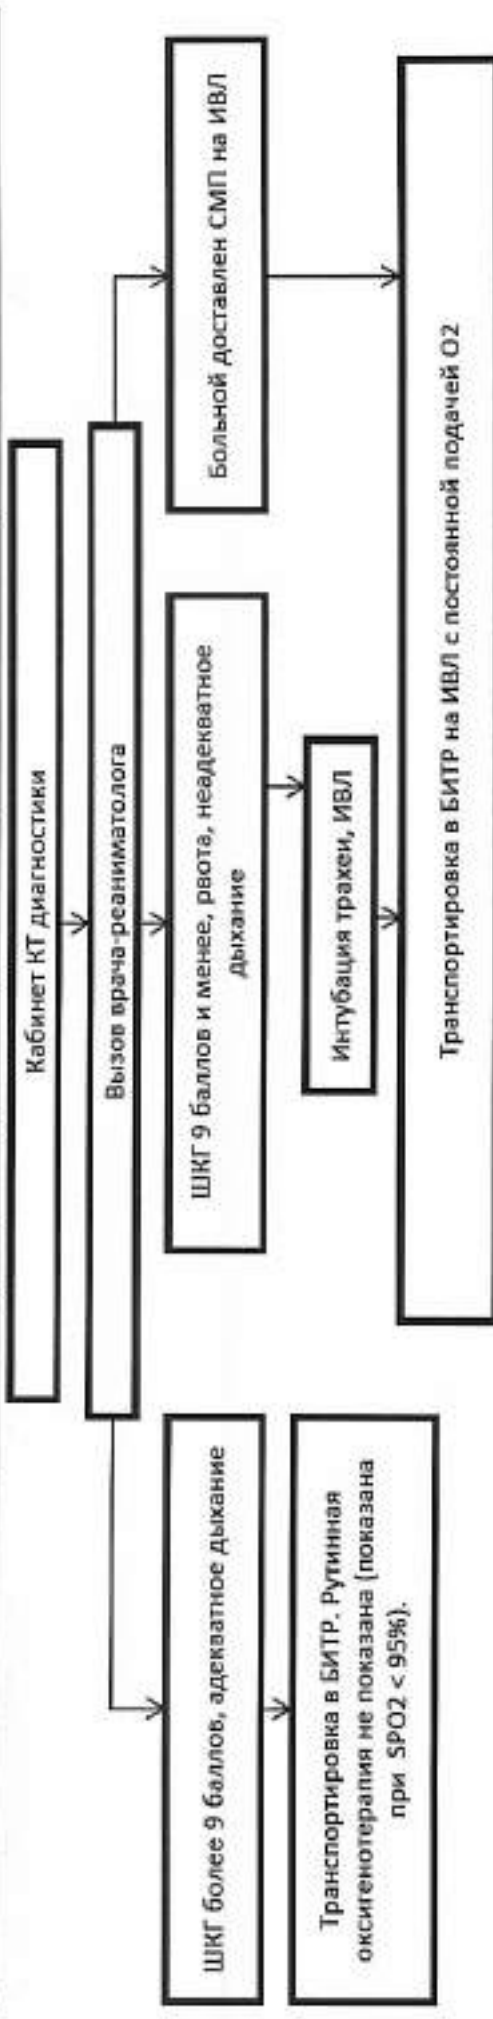 Кабинет КТ диагностики
Вызов врача-реаниматолога
ШКГ более 9 баллов, адекватное дыхание
ШКГ 9 баллов и менее, рвота, неадекватное
дыхание
Больной доставлен СМП на ИВЛ
Транспортировка в БИТР. Рутинная
оксигенотерапия не показана (показана
при SPO2 < 95%).
Интубация трахеи, ИВЛ
Транспортировка в БИТР на ИВЛ с постоянной подачей О2